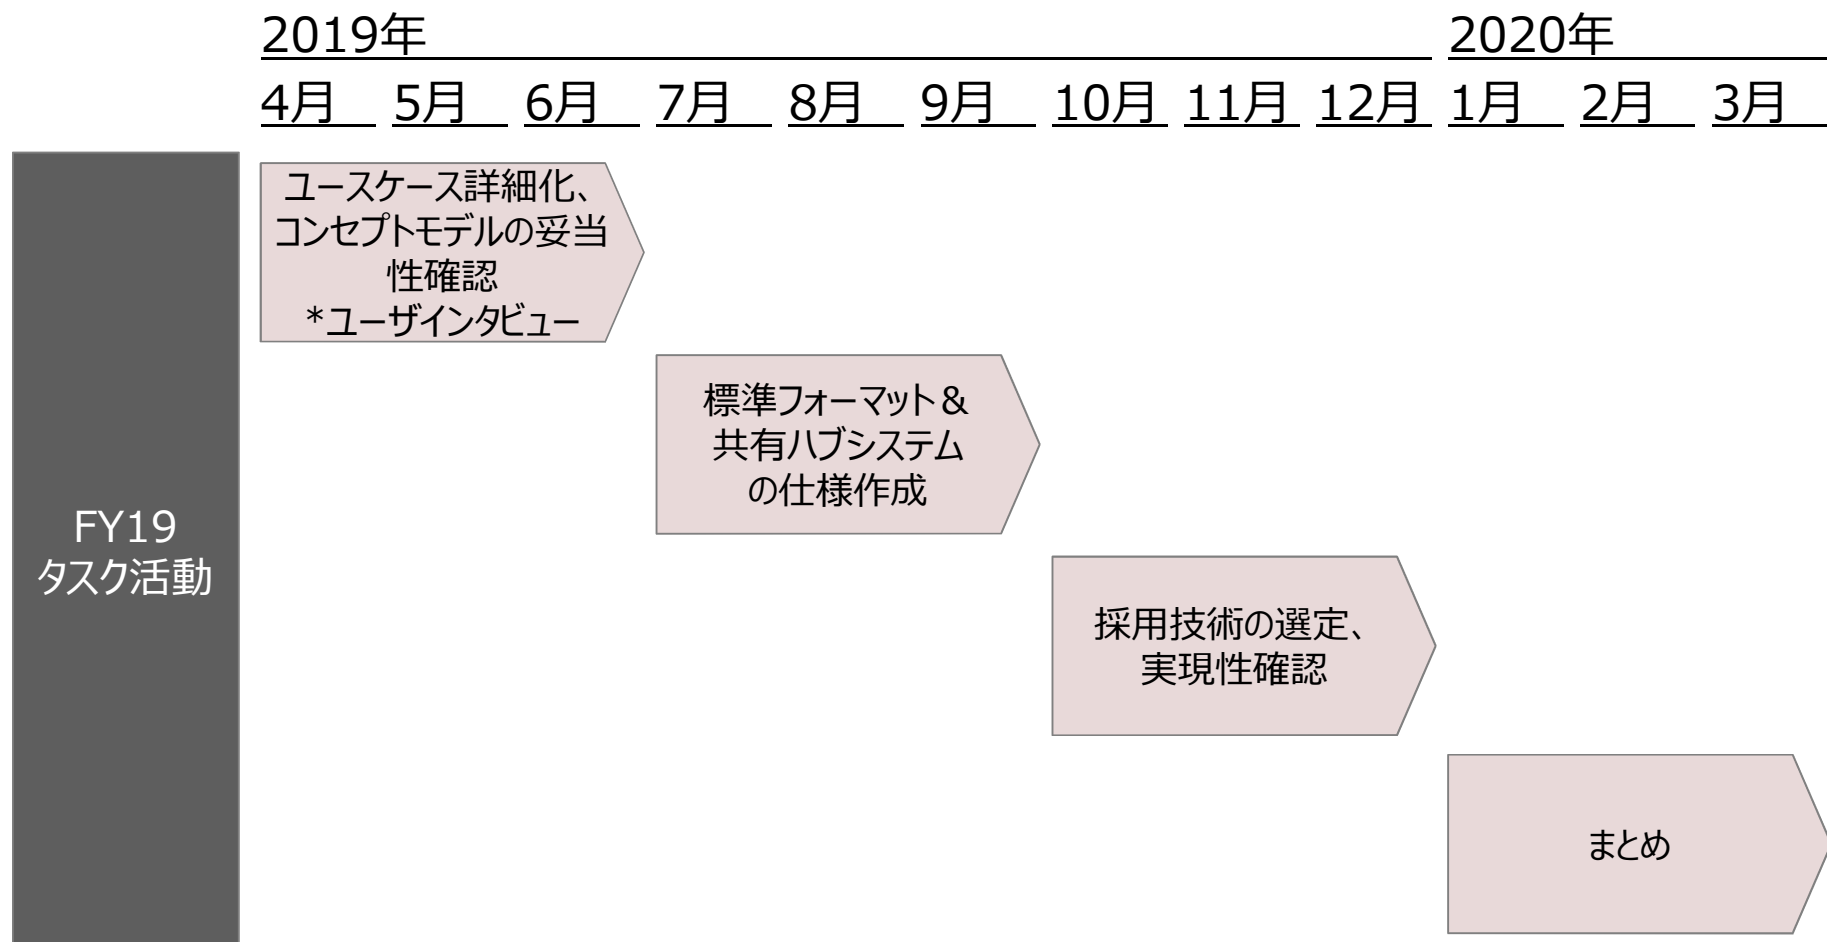 2019年 2020年
4月 5月 6月 7月 8月 9月 10月 11月 12月 1月 2月 3月
FY19
タスク活動
ユースケース詳細化、
コンセプトモデルの妥当
性確認
*ユーザインタビュー
標準フォーマット＆
共有ハブシステム
の仕様作成
採用技術の選定、
実現性確認
まとめ